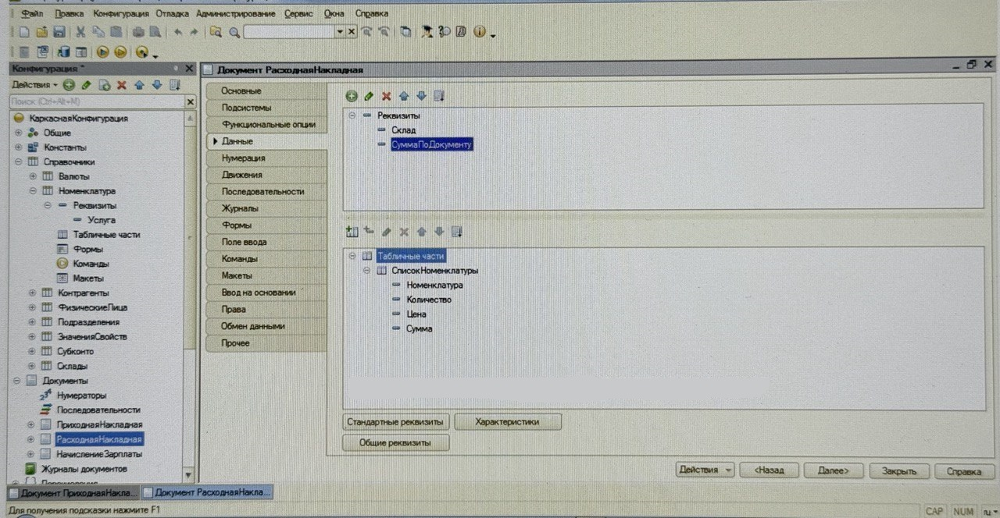 Файл Правка Конфигурация Отладка Администрирование Сервис Окна Справка
Конфигурация *
Действия
Поиск (Ctrl+Alt+M)
КаркаснаяКонфигурация
Общие
Константы
Справочники
Валюты
Номенклатура
Реквизиты
Услуга
Табличные части
Формы
Команды
Макеты
Контрагенты
ФизическиеЛица
Подразделения
ЗначенияСвойств
Субконто
Склады
Документы
Нумераторы
Последовательности
ПриходнаяНакладная
РасходнаяНакладная
НачислениеЗарплаты
Журналы документов
Документ РасходнаяНакладная
Основные
Подсистемы
Функциональные опции
Данные
Нумерация
Движения
Последовательности
Журналы
Формы
Поле ввода
Команды
Макеты
Ввод на основании
Права
Обмен данными
Прочее
Реквизиты
Склад
СуммаПоДокументу
Табличные части
СписокНоменклатуры
Номенклатура
Количество
Цена
Сумма
Стандартные реквизиты Характеристики
Общие реквизиты
Действия <Назад Далее> Закрыть Справка
Документ ПриходнаяНакла... Документ РасходнаяНакла...
Для получения подсказки нажмите F1
CAP NUM ru